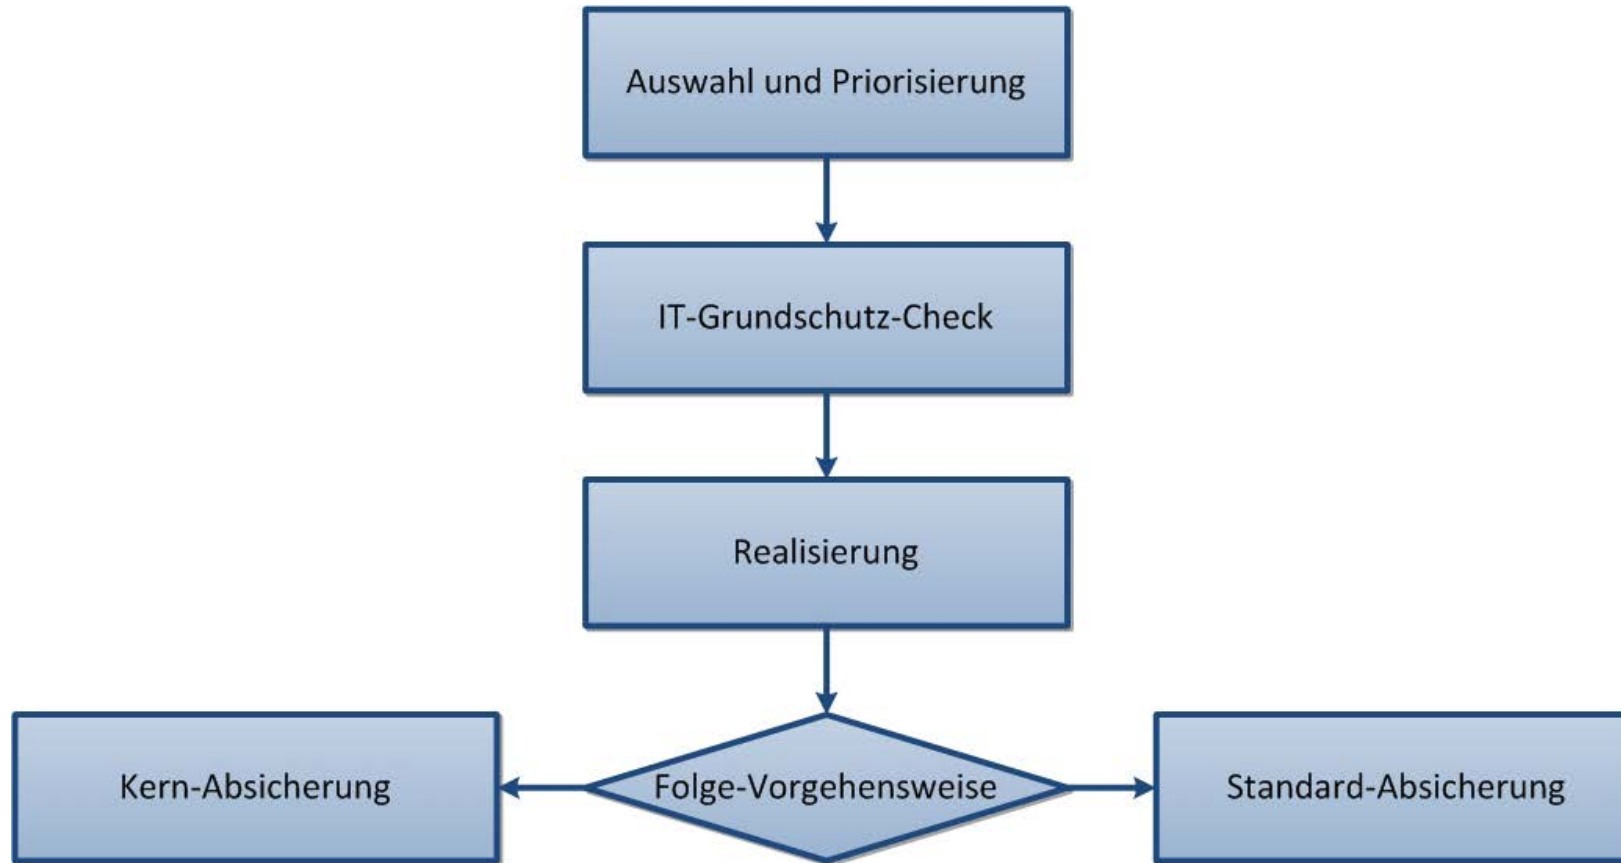 Auswahl und Priorisierung
IT-Grundschutz-Check
Realisierung
Kern-Absicherung
Folge-Vorgehensweise
Standard-Absicherung